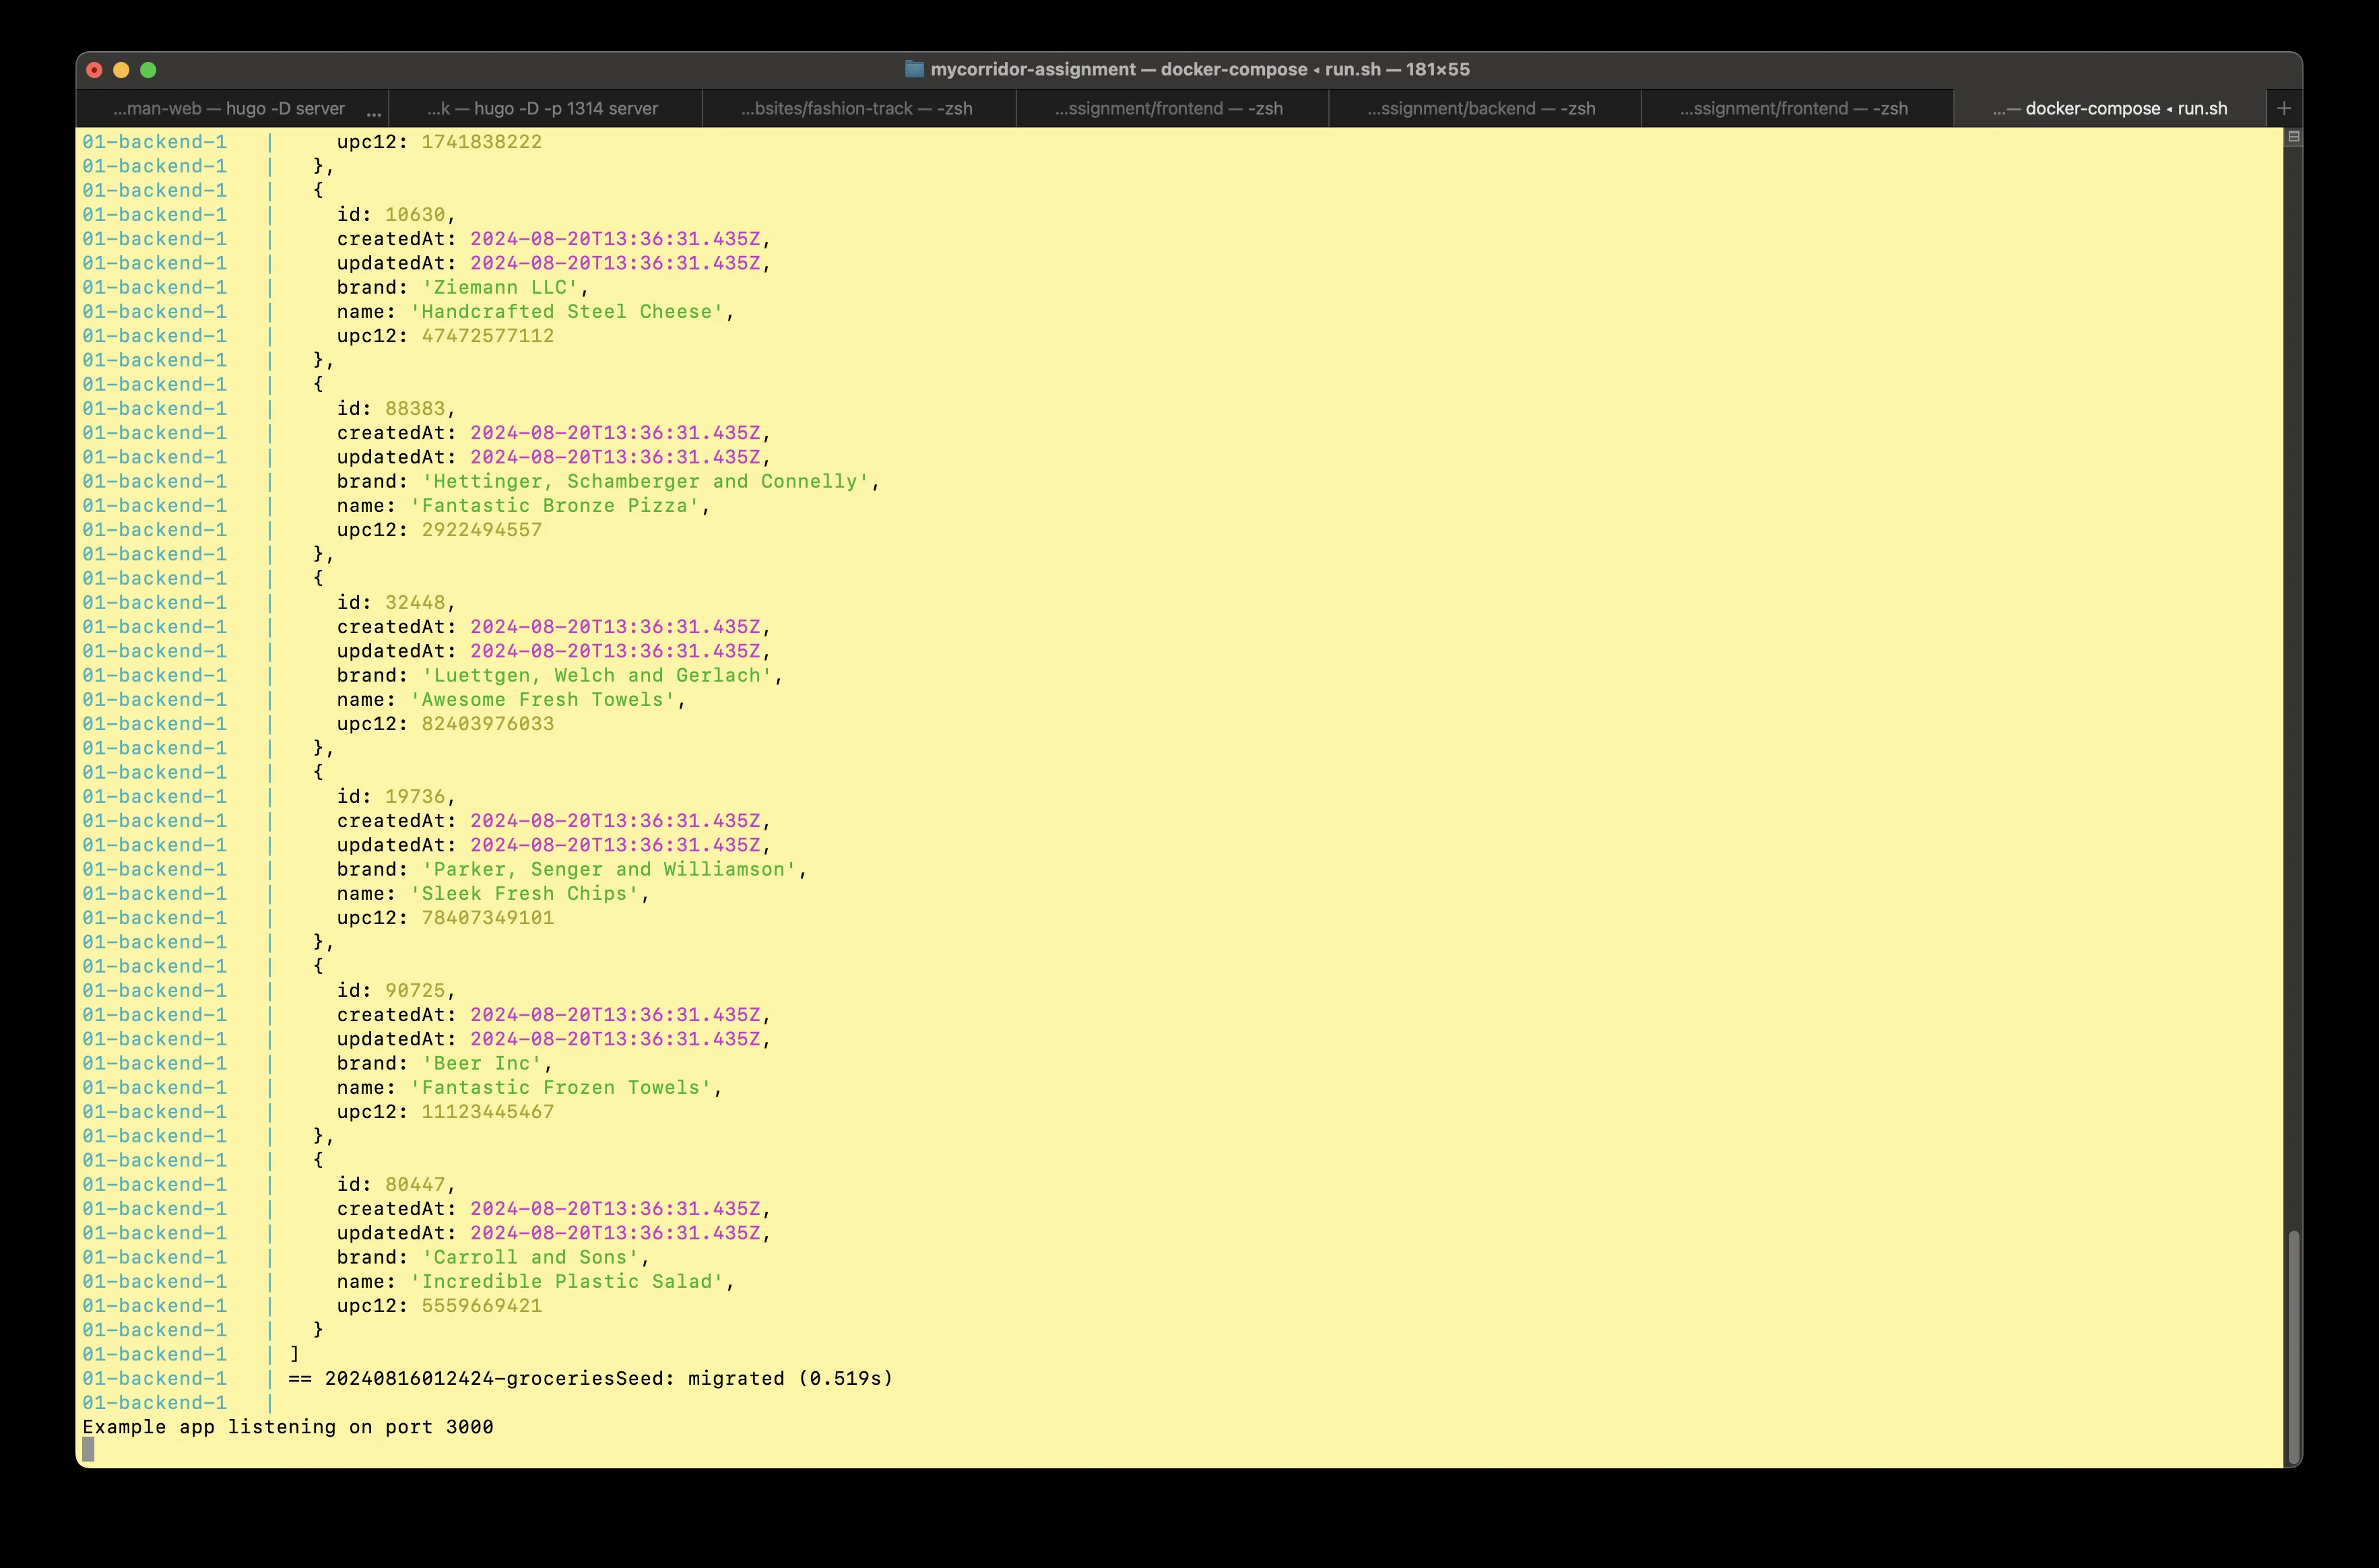 mycorridor-assignment — docker-compose ◂ run.sh — 181×55
...man-web — hugo -D server ... ...k — hugo -D -p 1314 server ...bsites/fashion-track — -zsh ...ssignment/frontend — -zsh ...ssignment/backend — -zsh ...ssignment/frontend — -zsh ...— docker-compose ◂ run.sh +
01-backend-1 | upc12: 1741838222
01-backend-1 | },
01-backend-1 | {
01-backend-1 | id: 10630,
01-backend-1 | createdAt: 2024-08-20T13:36:31.435Z,
01-backend-1 | updatedAt: 2024-08-20T13:36:31.435Z,
01-backend-1 | brand: 'Ziemann LLC',
01-backend-1 | name: 'Handcrafted Steel Cheese',
01-backend-1 | upc12: 47472577112
01-backend-1 | },
01-backend-1 | {
01-backend-1 | id: 88383,
01-backend-1 | createdAt: 2024-08-20T13:36:31.435Z,
01-backend-1 | updatedAt: 2024-08-20T13:36:31.435Z,
01-backend-1 | brand: 'Hettinger, Schamberger and Connelly',
01-backend-1 | name: 'Fantastic Bronze Pizza',
01-backend-1 | upc12: 2922494557
01-backend-1 | },
01-backend-1 | {
01-backend-1 | id: 32448,
01-backend-1 | createdAt: 2024-08-20T13:36:31.435Z,
01-backend-1 | updatedAt: 2024-08-20T13:36:31.435Z,
01-backend-1 | brand: 'Luettgen, Welch and Gerlach',
01-backend-1 | name: 'Awesome Fresh Towels',
01-backend-1 | upc12: 82403976033
01-backend-1 | },
01-backend-1 | {
01-backend-1 | id: 19736,
01-backend-1 | createdAt: 2024-08-20T13:36:31.435Z,
01-backend-1 | updatedAt: 2024-08-20T13:36:31.435Z,
01-backend-1 | brand: 'Parker, Senger and Williamson',
01-backend-1 | name: 'Sleek Fresh Chips',
01-backend-1 | upc12: 78407349101
01-backend-1 | },
01-backend-1 | {
01-backend-1 | id: 90725,
01-backend-1 | createdAt: 2024-08-20T13:36:31.435Z,
01-backend-1 | updatedAt: 2024-08-20T13:36:31.435Z,
01-backend-1 | brand: 'Beer Inc',
01-backend-1 | name: 'Fantastic Frozen Towels',
01-backend-1 | upc12: 11123445467
01-backend-1 | },
01-backend-1 | {
01-backend-1 | id: 80447,
01-backend-1 | createdAt: 2024-08-20T13:36:31.435Z,
01-backend-1 | updatedAt: 2024-08-20T13:36:31.435Z,
01-backend-1 | brand: 'Carroll and Sons',
01-backend-1 | name: 'Incredible Plastic Salad',
01-backend-1 | upc12: 5559669421
01-backend-1 | }
01-backend-1 | ]
01-backend-1 | == 20240816012424-groceriesSeed: migrated (0.519s)
01-backend-1 |
Example app listening on port 3000